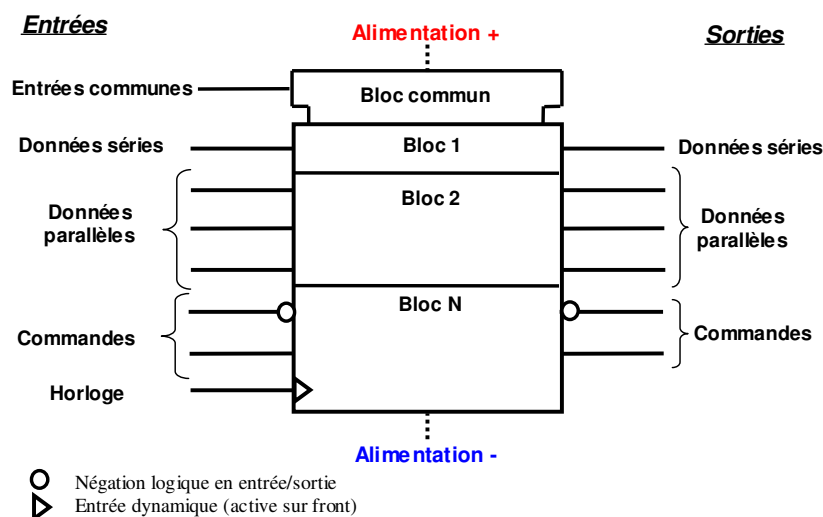 Entrées
Alimentation +
Sorties
Entrées communes
Bloc commun
Données séries
Bloc 1
Données séries
Données
parallèles
Bloc 2
Données
parallèles
Bloc N
Commandes
Commandes
Horloge
Alimentation -
Négation logique en entrée/sortie
Entrée dynamique (active sur front)